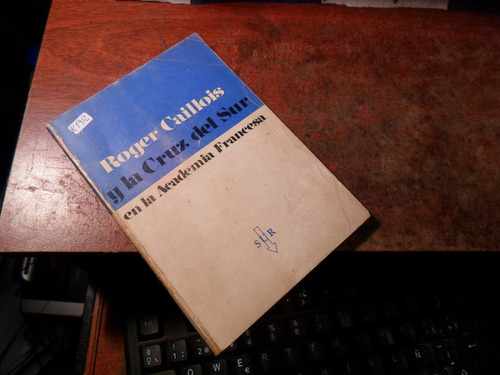 Roger Caillois
y la Cruz del Sur
en la Academia Francesa
SUR